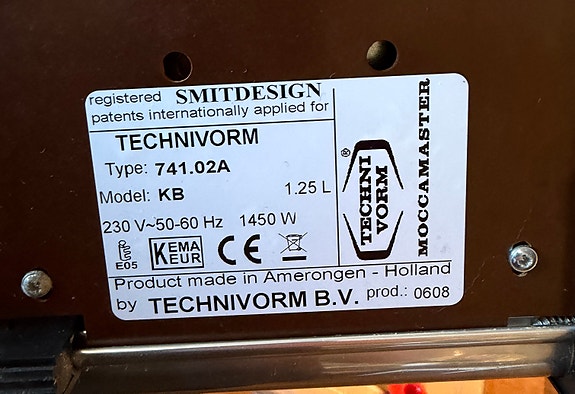 registered SMITDESIGN
patents internationally applied for
TECHNIVORM
Type: 741.02A
Model: KB 1.25 L
230 V~50-60 Hz 1450 W
E05 KEMA KEUR CE
Product made in Amerongen - Holland
by TECHNIVORM B.V. prod.: 0608
® TECHNI VORM
MOCCAMASTER